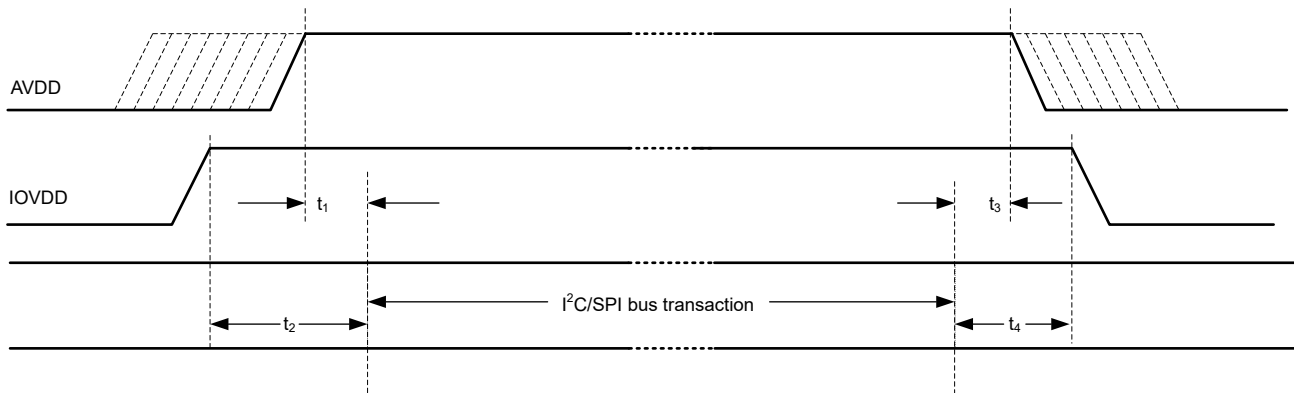 AVDD
IOVDD
t₁
t₃
I²C/SPI bus transaction
t₂
t₄